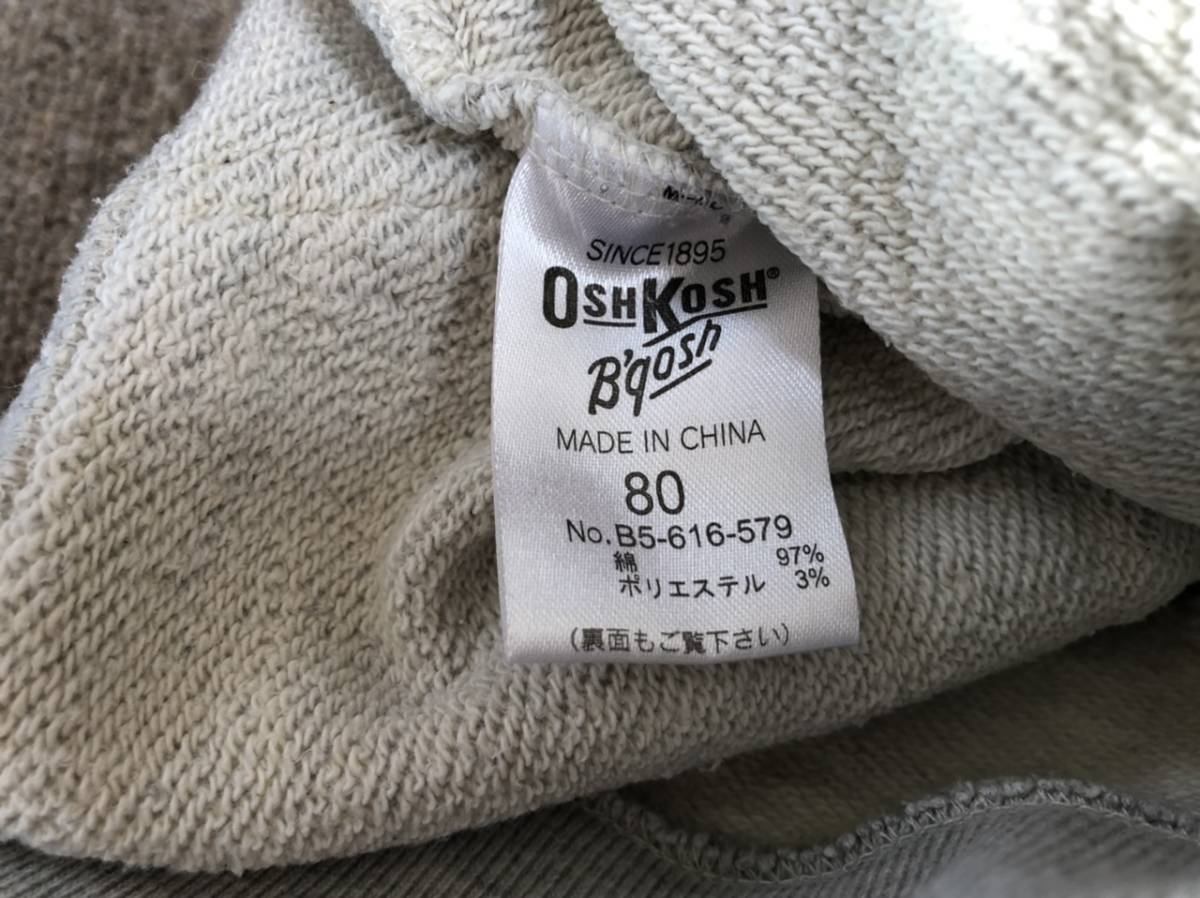 SINCE1895
OSHKOSH®
B'gosh
MADE IN CHINA
80
No.B5-616-579
綿 97%
ポリエステル 3%
(裏面もご覧下さい)